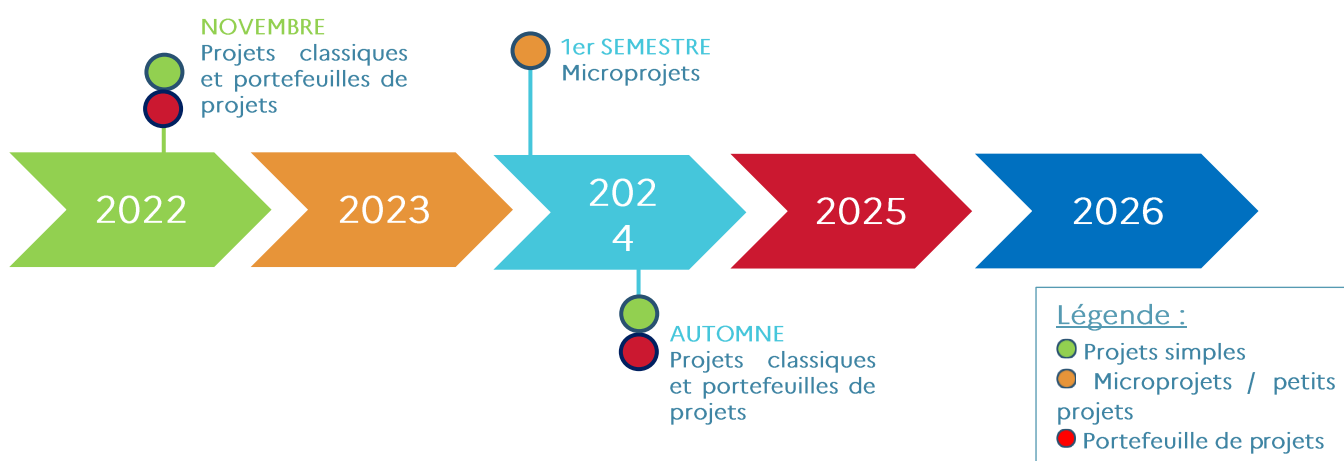 NOVEMBRE
Projets classiques
et portefeuilles de
projets
1er SEMESTRE
Microprojets
2022
2023
202
4
2025
2026
AUTOMNE
Projets classiques
et portefeuilles de
projets
Légende :
Projets simples
Microprojets / petits
projets
Portefeuille de projets